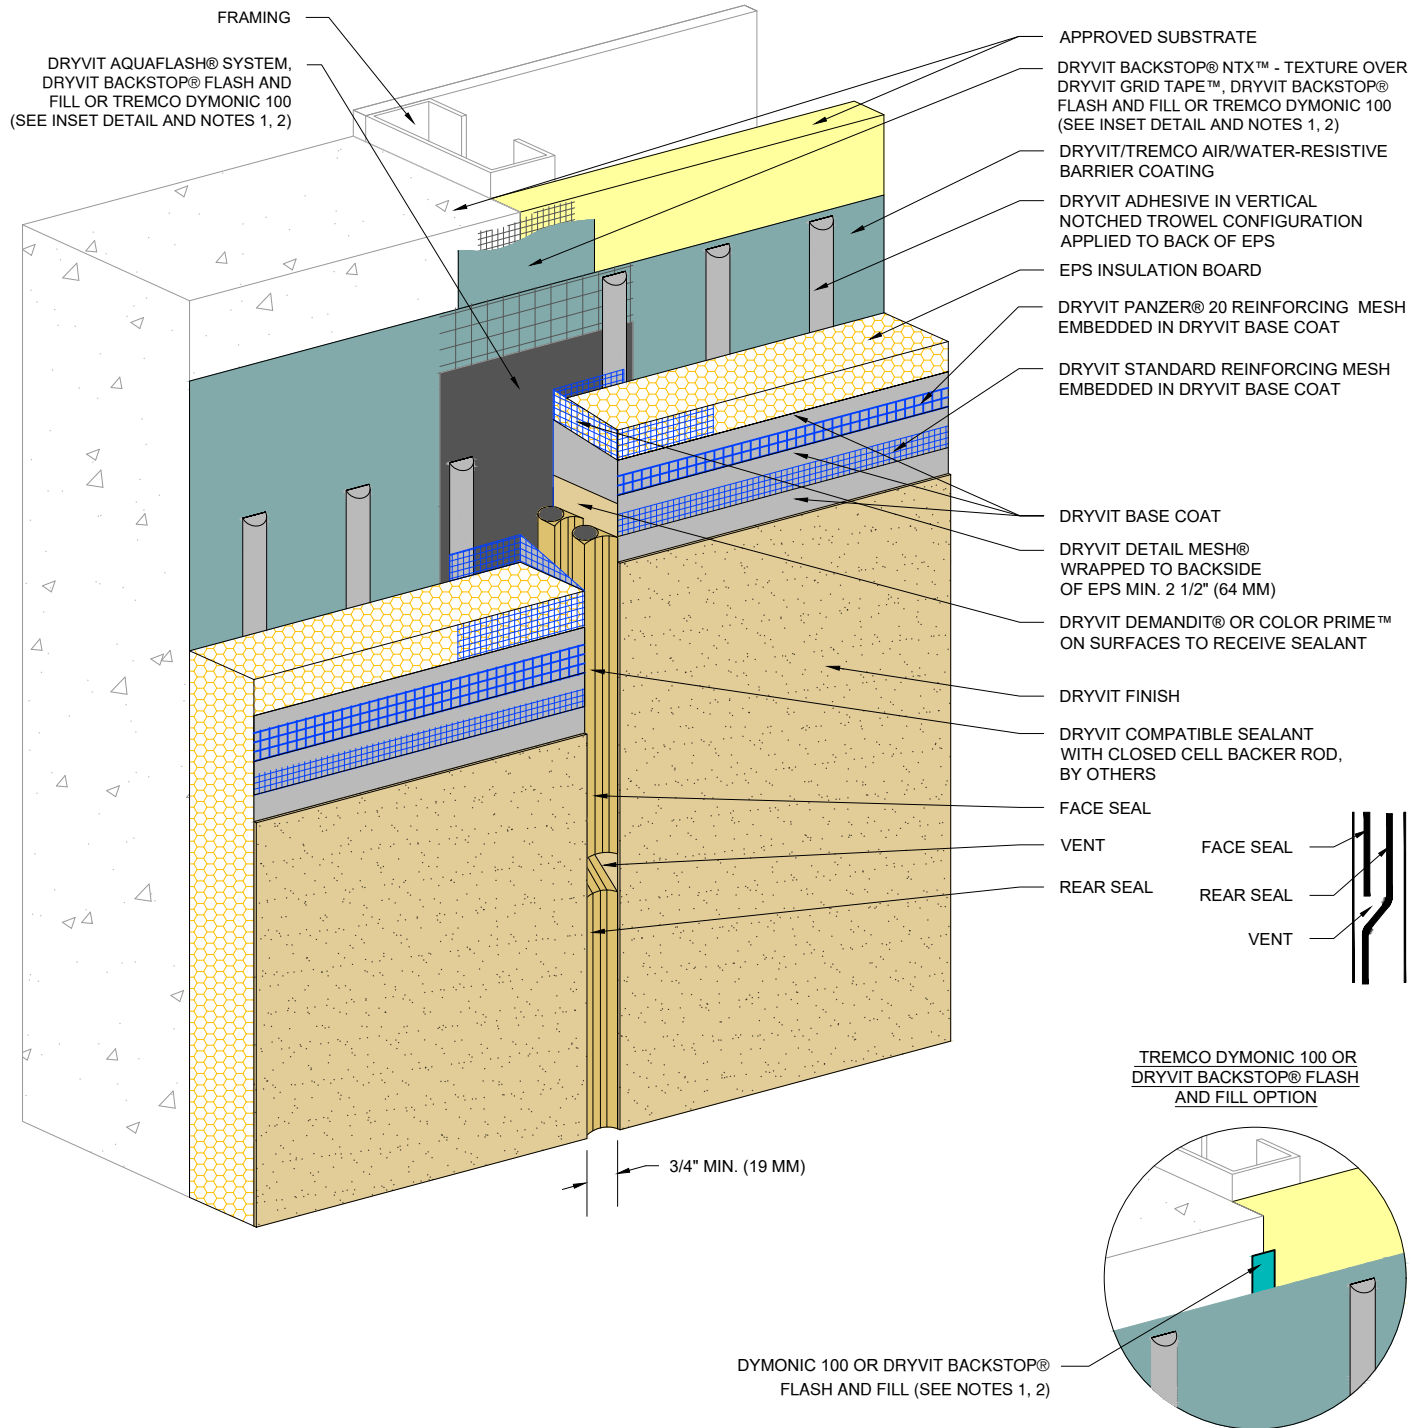 FRAMING
DRYVIT AQUAFLASH® SYSTEM,
DRYVIT BACKSTOP® FLASH AND
FILL OR TREMCO DYMONIC 100
(SEE INSET DETAIL AND NOTES 1, 2)
APPROVED SUBSTRATE
DRYVIT BACKSTOP® NTX™ - TEXTURE OVER
DRYVIT GRID TAPE™, DRYVIT BACKSTOP®
FLASH AND FILL OR TREMCO DYMONIC 100
(SEE INSET DETAIL AND NOTES 1, 2)
DRYVIT/TREMCO AIR/WATER-RESISTIVE
BARRIER COATING
DRYVIT ADHESIVE IN VERTICAL
NOTCHED TROWEL CONFIGURATION
APPLIED TO BACK OF EPS
EPS INSULATION BOARD
DRYVIT PANZER® 20 REINFORCING MESH
EMBEDDED IN DRYVIT BASE COAT
DRYVIT STANDARD REINFORCING MESH
EMBEDDED IN DRYVIT BASE COAT
DRYVIT BASE COAT
DRYVIT DETAIL MESH®
WRAPPED TO BACKSIDE
OF EPS MIN. 2 1/2" (64 MM)
DRYVIT DEMANDIT® OR COLOR PRIME™
ON SURFACES TO RECEIVE SEALANT
DRYVIT FINISH
DRYVIT COMPATIBLE SEALANT
WITH CLOSED CELL BACKER ROD,
BY OTHERS
FACE SEAL
VENT
REAR SEAL
FACE SEAL
REAR SEAL
VENT
3/4" MIN. (19 MM)
TREMCO DYMONIC 100 OR
DRYVIT BACKSTOP® FLASH
AND FILL OPTION
DYMONIC 100 OR DRYVIT BACKSTOP®
FLASH AND FILL (SEE NOTES 1, 2)